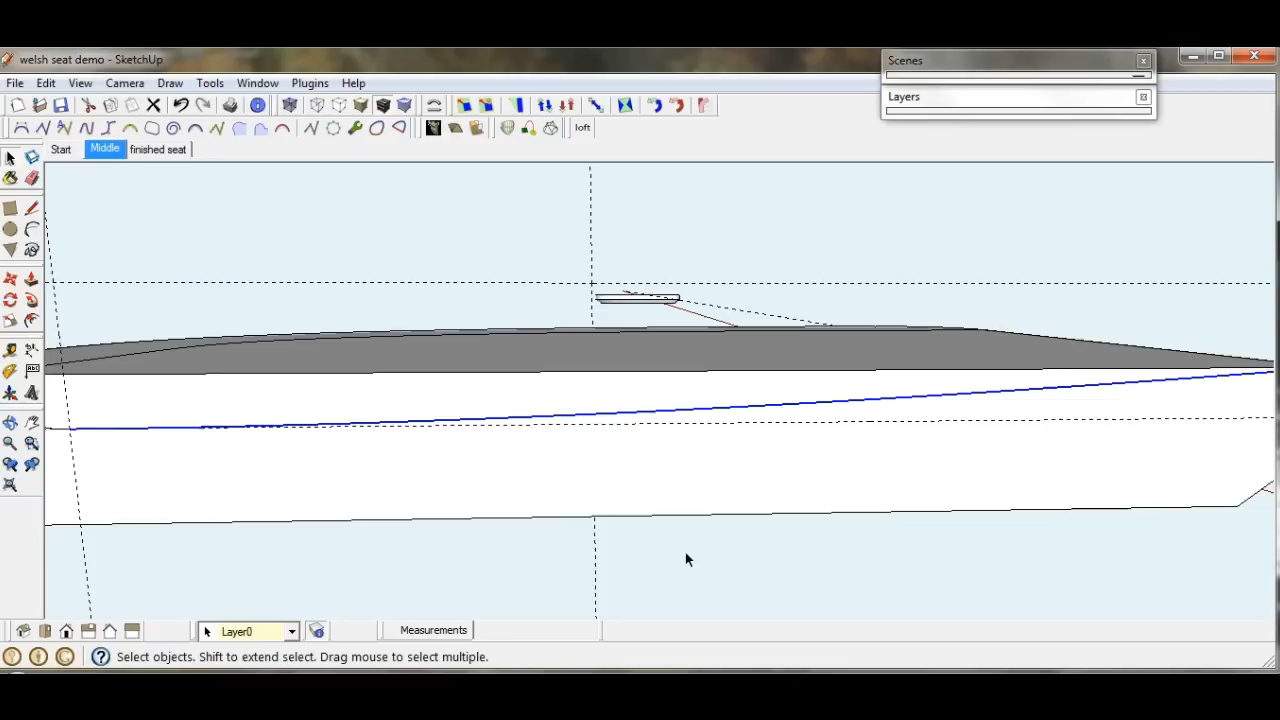 welsh seat demo - SketchUp
Scenes
x
File Edit View Camera Draw Tools Window Plugins Help
Layers
loft
Start Middle finished seat
Layer0
Measurements
Select objects. Shift to extend select. Drag mouse to select multiple.